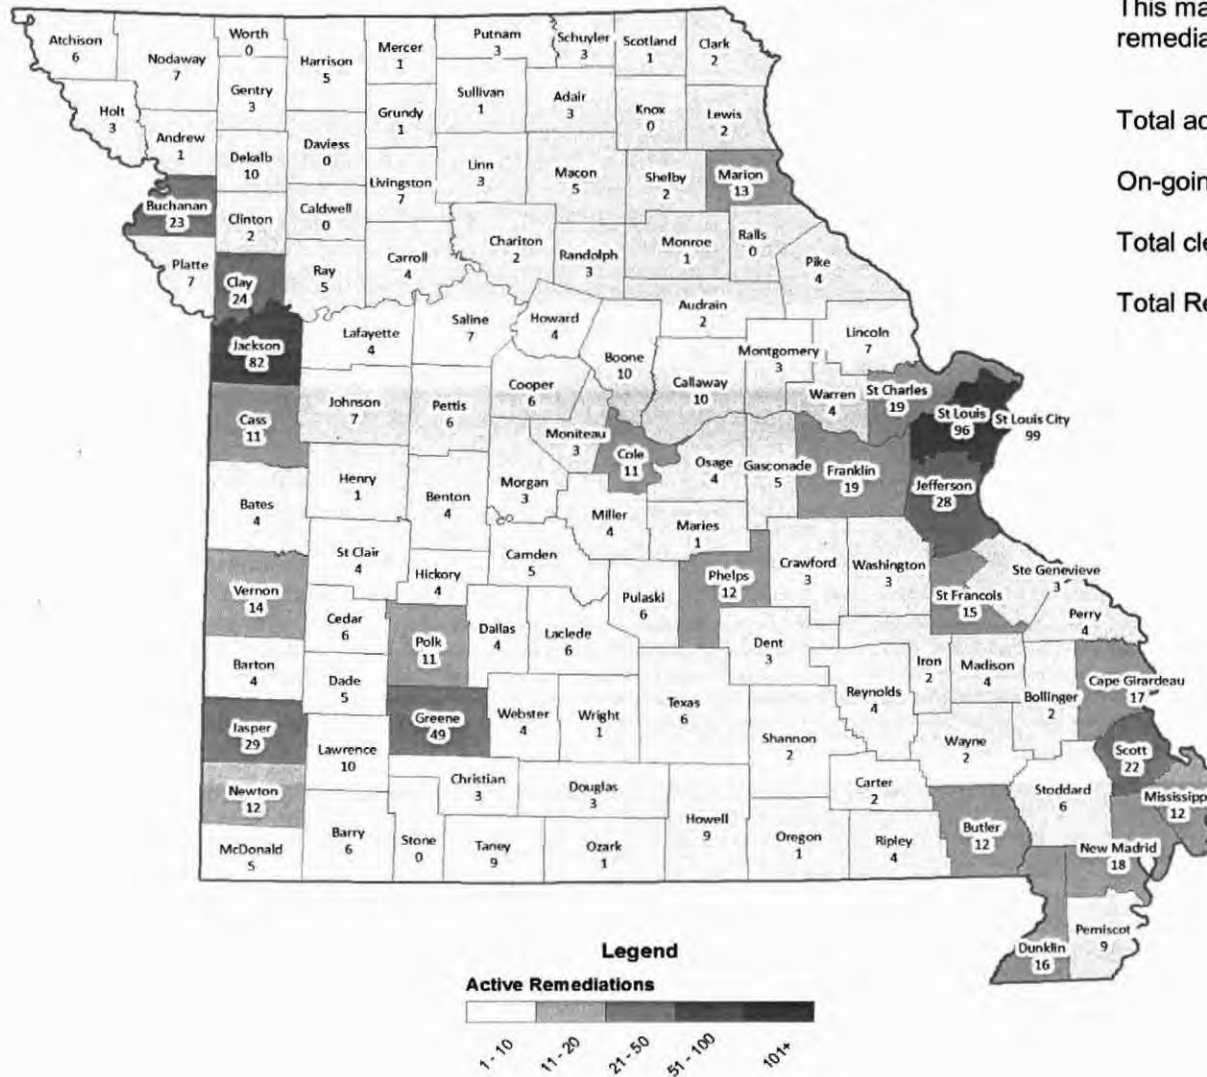 This ma
remedia
Total ac
On-goin
Total cle
Total Re
Atchison
6
Nodaway
7
Worth
0
Harrison
5
Mercer
1
Putnam
3
Schuyler
3
Scotland
1
Clark
2
Holt
3
Gentry
3
Sullivan
1
Adair
3
Knox
0
Lewis
2
Andrew
1
Dekalb
10
Daviess
0
Grundy
1
Livingston
7
Linn
3
Macon
5
Shelby
2
Marion
13
Buchanan
23
Clinton
2
Caldwell
0
Chariton
2
Randolph
3
Monroe
1
Ralls
0
Pike
4
Platte
7
Clay
24
Ray
5
Carroll
4
Audrain
2
Jackson
82
Lafayette
4
Saline
7
Howard
4
Boone
10
Callaway
10
Montgomery
3
Lincoln
7
Warren
4
St Charles
19
St Louis
96
St Louis City
99
Cass
11
Johnson
7
Pettis
6
Cooper
6
Moniteau
3
Cole
11
Osage
4
Gasconade
5
Franklin
19
Jefferson
28
Bates
4
Henry
1
Benton
4
Morgan
3
Miller
4
Maries
1
Vernon
14
St Clair
4
Hickory
4
Camden
5
Pulaski
6
Phelps
12
Crawford
3
Washington
3
St Francois
15
Ste Genevieve
3
Perry
4
Cedar
6
Polk
11
Dallas
4
Laclede
6
Dent
3
Iron
2
Madison
4
Bollinger
2
Cape Girardeau
17
Barton
4
Dade
5
Greene
49
Webster
4
Wright
1
Texas
6
Shannon
2
Reynolds
4
Wayne
2
Scott
22
Jasper
29
Lawrence
10
Christian
3
Douglas
3
Howell
9
Carter
2
Stoddard
6
Mississipp
12
Newton
12
McDonald
5
Barry
6
Stone
0
Taney
9
Ozark
1
Oregon
1
Ripley
4
Butler
12
New Madrid
18
Dunklin
16
Pemiscot
9
Legend
Active Remediations
1 - 10
11 - 20
21 - 50
51 - 100
101+